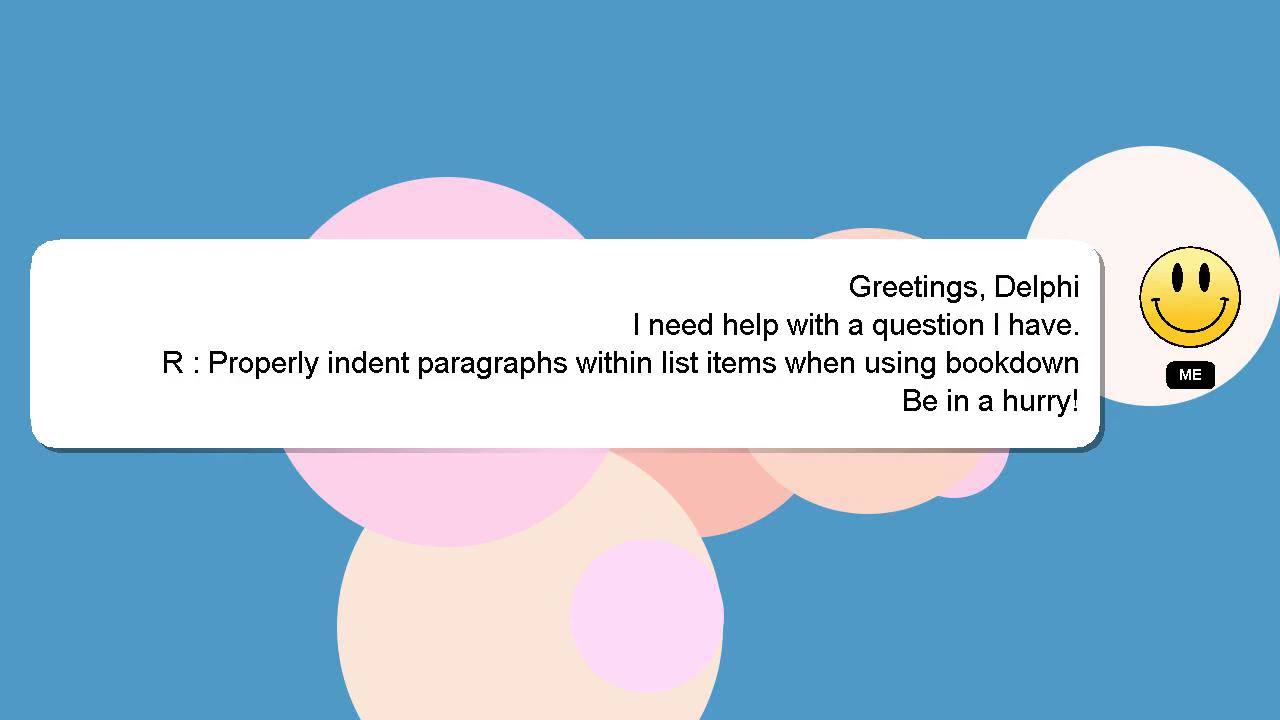 Greetings, Delphi
I need help with a question I have.
R : Properly indent paragraphs within list items when using bookdown
Be in a hurry!
ME